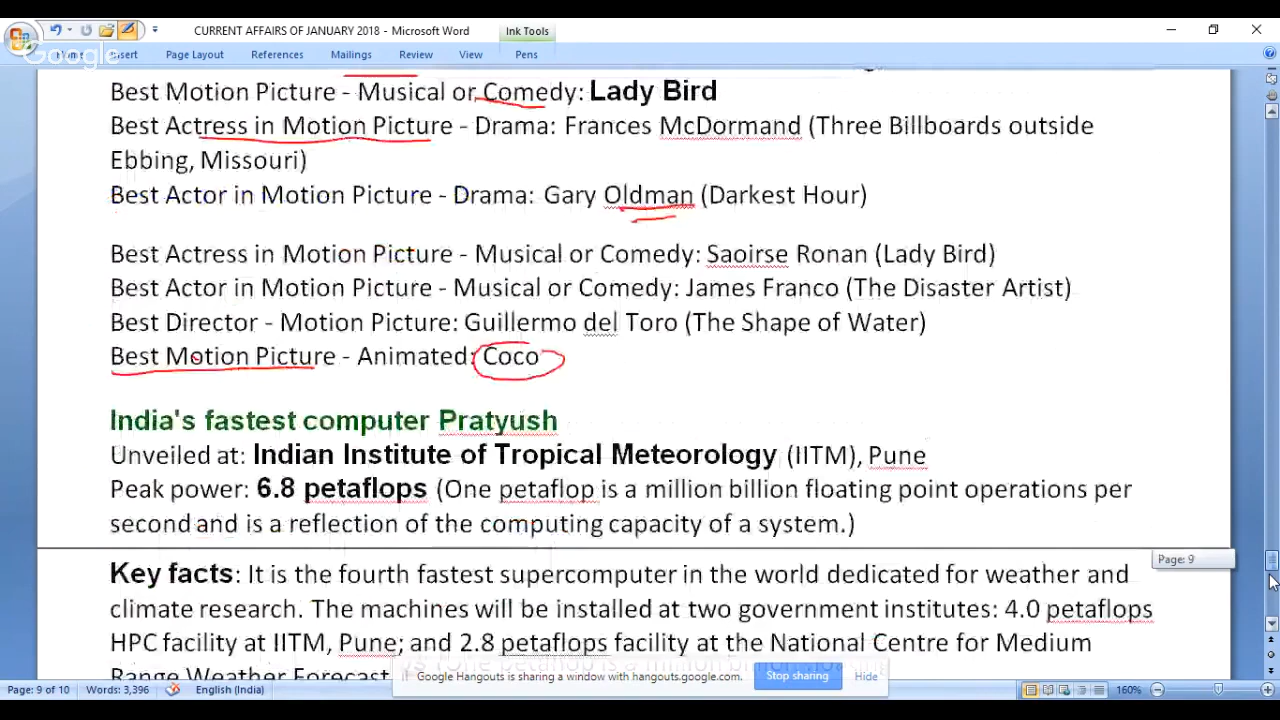 CURRENT AFFAIRS OF JANUARY 2018 - Microsoft Word
Ink Tools
Google
Home Insert Page Layout References Mailings Review View Pens
Best Motion Picture - Musical or Comedy: Lady Bird
Best Actress in Motion Picture - Drama: Frances McDormand (Three Billboards outside
Ebbing, Missouri)
Best Actor in Motion Picture - Drama: Gary Oldman (Darkest Hour)
Best Actress in Motion Picture - Musical or Comedy: Saoirse Ronan (Lady Bird)
Best Actor in Motion Picture - Musical or Comedy: James Franco (The Disaster Artist)
Best Director - Motion Picture: Guillermo del Toro (The Shape of Water)
Best Motion Picture - Animated: Coco
India's fastest computer Pratyush
Unveiled at: Indian Institute of Tropical Meteorology (IITM), Pune
Peak power: 6.8 petaflops (One petaflop is a million billion floating point operations per
second and is a reflection of the computing capacity of a system.)
Page: 9
Key facts: It is the fourth fastest supercomputer in the world dedicated for weather and
climate research. The machines will be installed at two government institutes: 4.0 petaflops
HPC facility at IITM, Pune; and 2.8 petaflops facility at the National Centre for Medium
Range Weather Forecast
Google Hangouts is sharing a window with hangouts.google.com. Stop sharing Hide
Page: 9 of 10 Words: 3,396 English (India) 160%